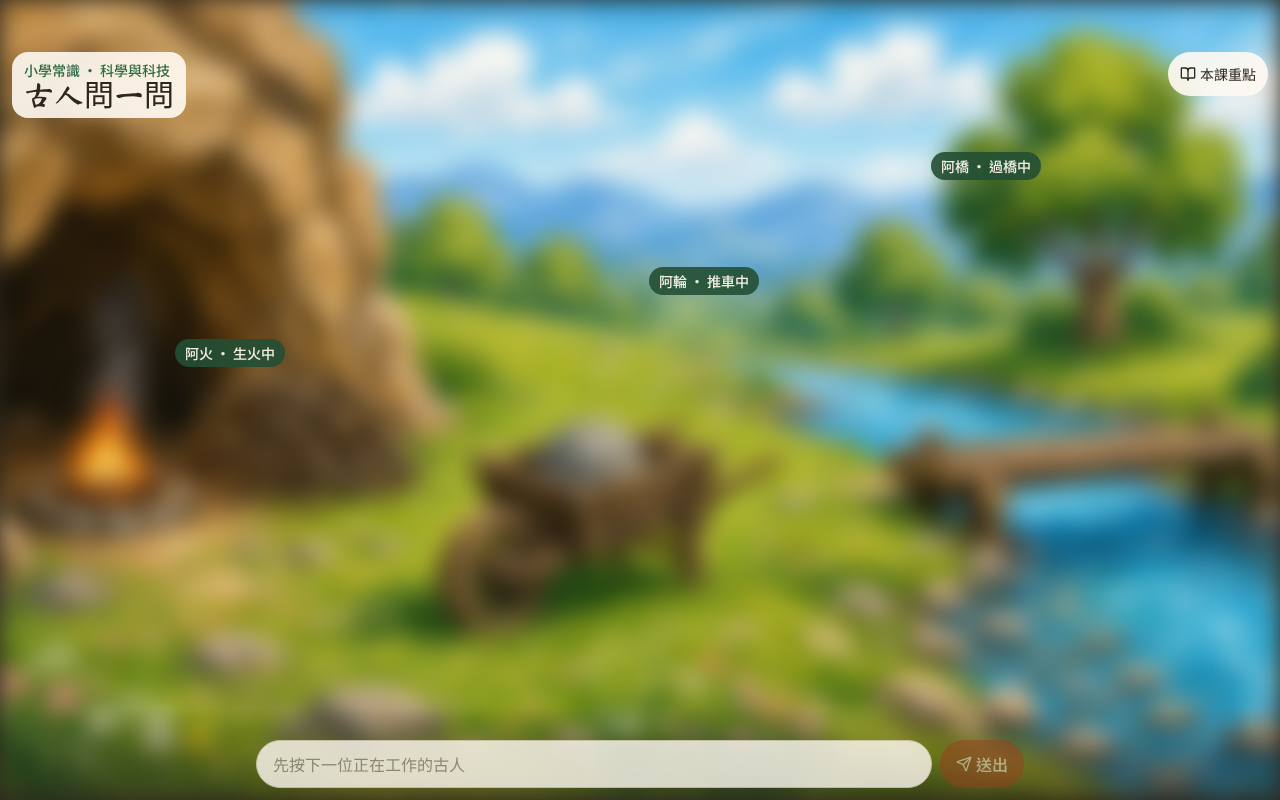 小學常識 · 科學與科技
古人問一問
本課重點
阿橋 · 過橋中
阿輪 · 推車中
阿火 · 生火中
先按下一位正在工作的古人
送出